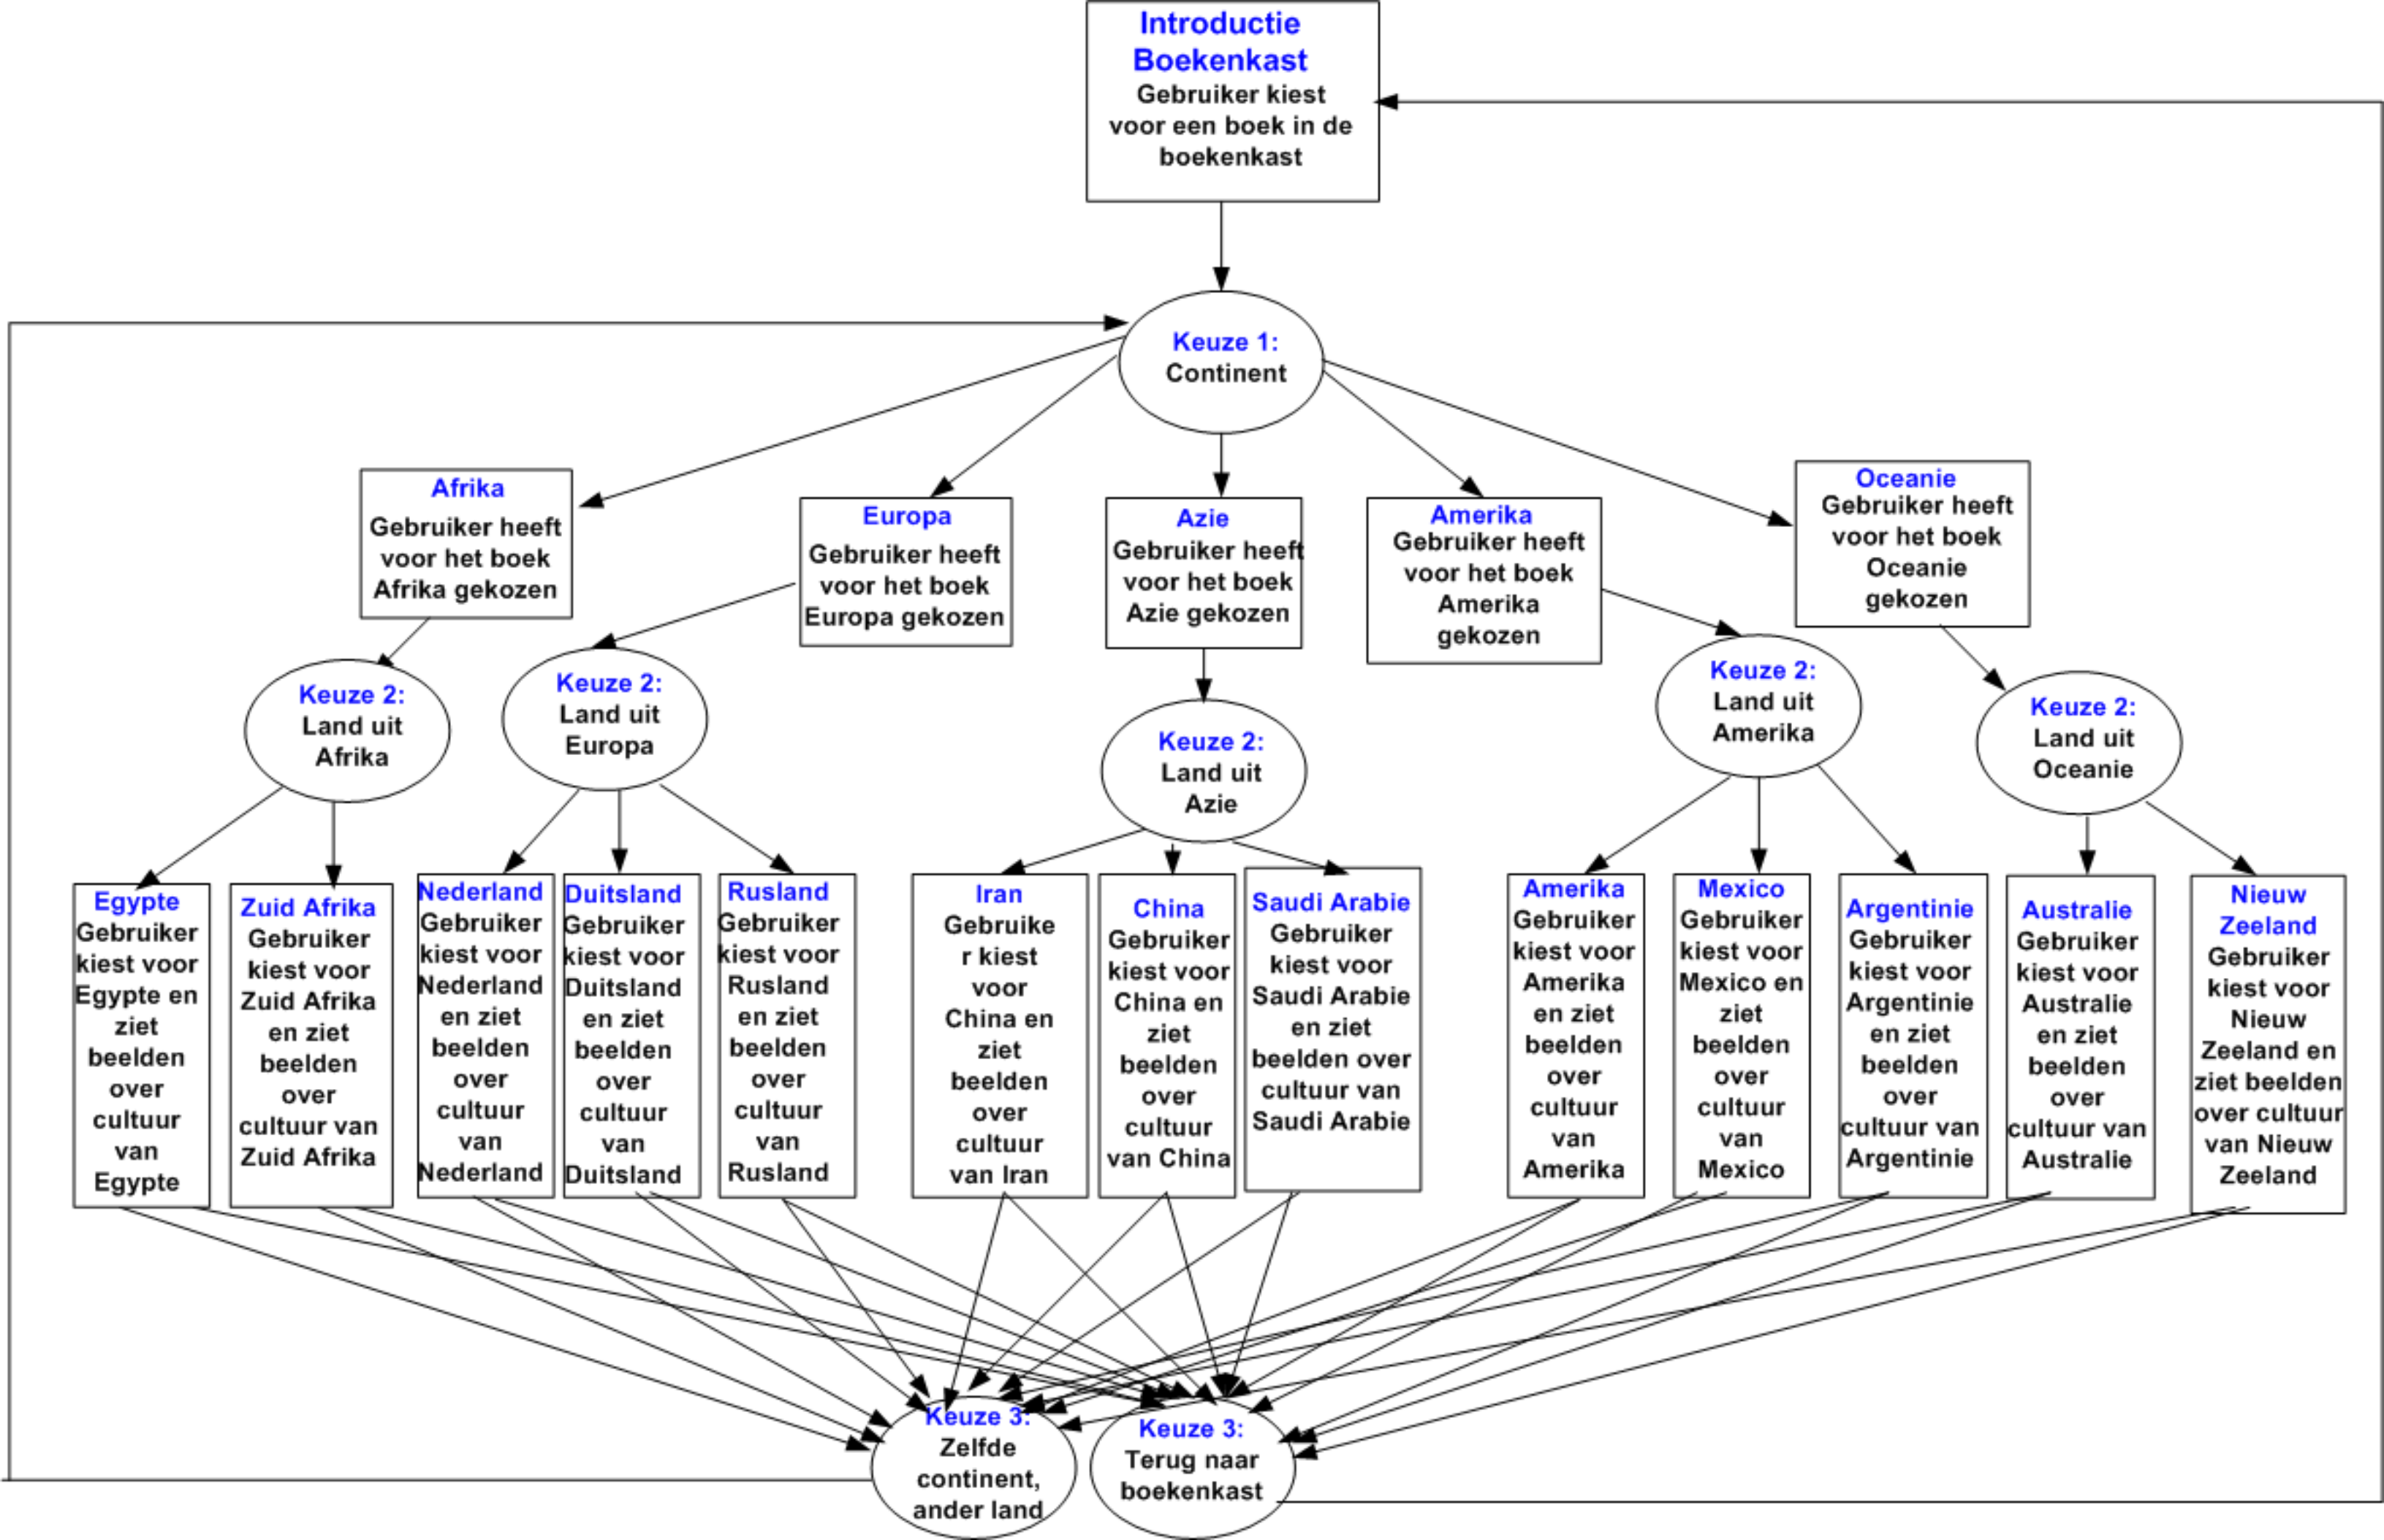 Introductie
Boekenkast
Gebruiker kiest
voor een boek in de
boekenkast
Keuze 1:
Continent
Afrika
Gebruiker heeft
voor het boek
Afrika gekozen
Europa
Gebruiker heeft
voor het boek
Europa gekozen
Azie
Gebruiker heeft
voor het boek
Azie gekozen
Amerika
Gebruiker heeft
voor het boek
Amerika
gekozen
Oceanie
Gebruiker heeft
voor het boek
Oceanie
gekozen
Keuze 2:
Land uit
Afrika
Keuze 2:
Land uit
Europa
Keuze 2:
Land uit
Azie
Keuze 2:
Land uit
Amerika
Keuze 2:
Land uit
Oceanie
Egypte
Gebruiker
kiest voor
Egypte en
ziet
beelden
over
cultuur
van
Egypte
Zuid Afrika
Gebruiker
kiest voor
Zuid Afrika
en ziet
beelden
over
cultuur van
Zuid Afrika
Nederland
Gebruiker
kiest voor
Nederland
en ziet
beelden
over
cultuur
van
Nederland
Duitsland
Gebruiker
kiest voor
Duitsland
en ziet
beelden
over
cultuur
van
Duitsland
Rusland
Gebruiker
kiest voor
Rusland
en ziet
beelden
over
cultuur
van
Rusland
Iran
Gebruike
r kiest
voor
China en
ziet
beelden
over
cultuur
van Iran
China
Gebruiker
kiest voor
China en
ziet
beelden
over
cultuur
van China
Saudi Arabie
Gebruiker
kiest voor
Saudi Arabie
en ziet
beelden over
cultuur van
Saudi Arabie
Amerika
Gebruiker
kiest voor
Amerika
en ziet
beelden
over
cultuur
van
Amerika
Mexico
Gebruiker
kiest voor
Mexico en
ziet
beelden
over
cultuur
van
Mexico
Argentinie
Gebruiker
kiest voor
Argentinie
en ziet
beelden
over
cultuur van
Argentinie
Australie
Gebruiker
kiest voor
Australie
en ziet
beelden
over
cultuur van
Australie
Nieuw
Zeeland
Gebruiker
kiest voor
Nieuw
Zeeland en
ziet beelden
over cultuur
van Nieuw
Zeeland
Keuze 3:
Zelfde
continent,
ander land
Keuze 3:
Terug naar
boekenkast